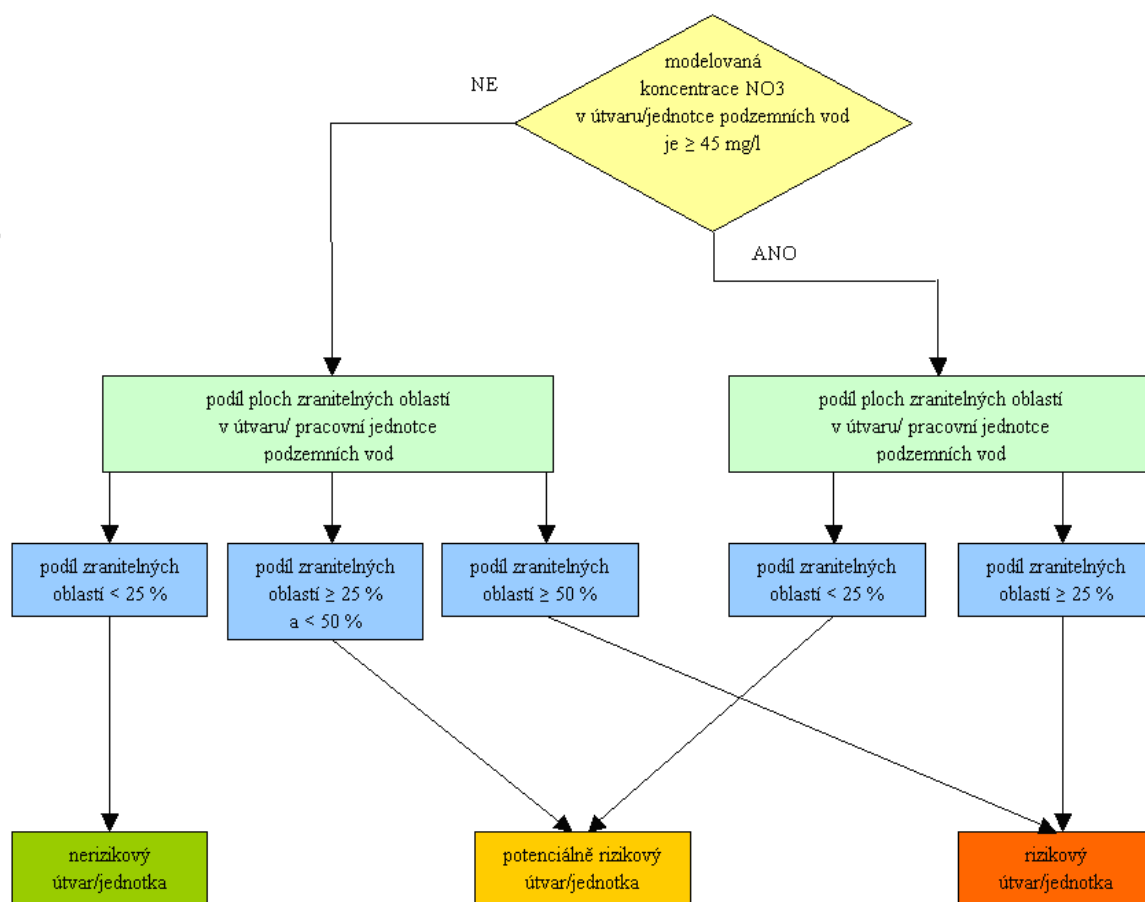 modelovaná
koncentrace NO3
v útvaru/jednotce podzemních vod
je ≥ 45 mg/l
NE
ANO
podíl ploch zranitelných oblastí
v útvaru/ pracovní jednotce
podzemních vod
podíl ploch zranitelných oblastí
v útvaru/ pracovní jednotce
podzemních vod
podíl zranitelných
oblastí < 25 %
podíl zranitelných
oblastí ≥ 25 %
a < 50 %
podíl zranitelných
oblastí ≥ 50 %
podíl zranitelných
oblastí < 25 %
podíl zranitelných
oblastí ≥ 25 %
nerizikový
útvar/jednotka
potenciálně rizikový
útvar/jednotka
rizikový
útvar/jednotka